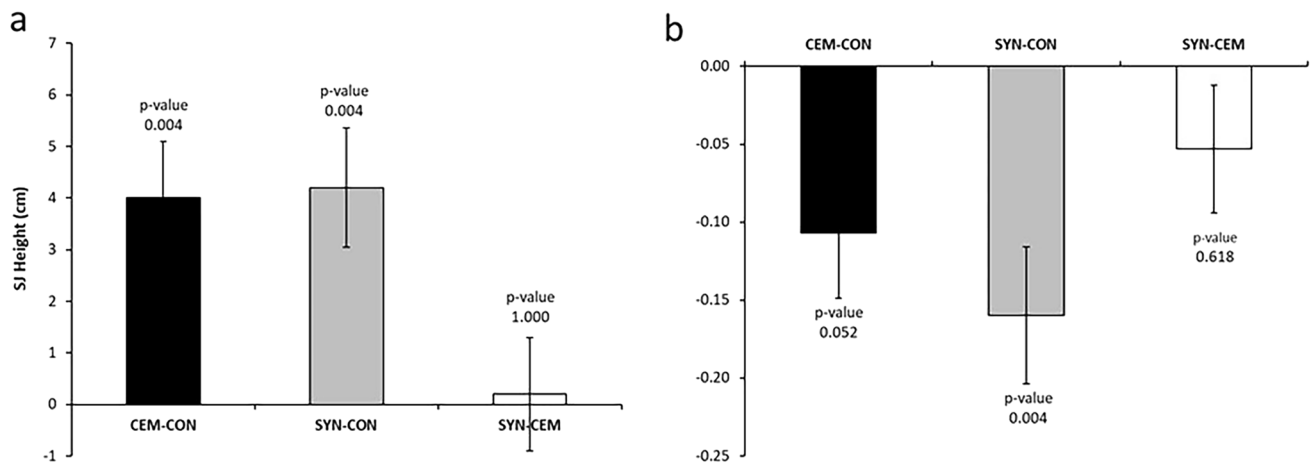 a
7
6
5
4
3
2
1
0
-1
SJ Height (cm)
p-value
0.004
p-value
0.004
p-value
1.000
CEM-CON
SYN-CON
SYN-CEM
b
CEM-CON
SYN-CON
SYN-CEM
0.00
-0.05
-0.10
-0.15
-0.20
-0.25
p-value
0.052
p-value
0.004
p-value
0.618